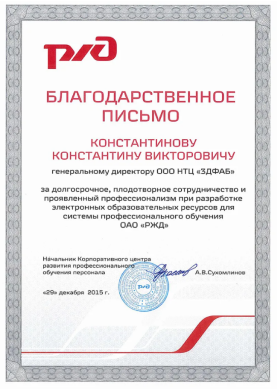 РЖД
БЛАГОДАРСТВЕННОЕ
ПИСЬМО
КОНСТАНТИНОВУ
КОНСТАНТИНУ ВИКТОРОВИЧУ
генеральному директору ООО НТЦ «3ДФАБ»
за долгосрочное, плодотворное сотрудничество и
проявленный профессионализм при разработке
электронных образовательных ресурсов для
системы профессионального обучения
ОАО «РЖД»
Начальник Корпоративного центра
развития профессионального
обучения персонала
А.В.Сухомлинов
«29» декабря 2015 г.